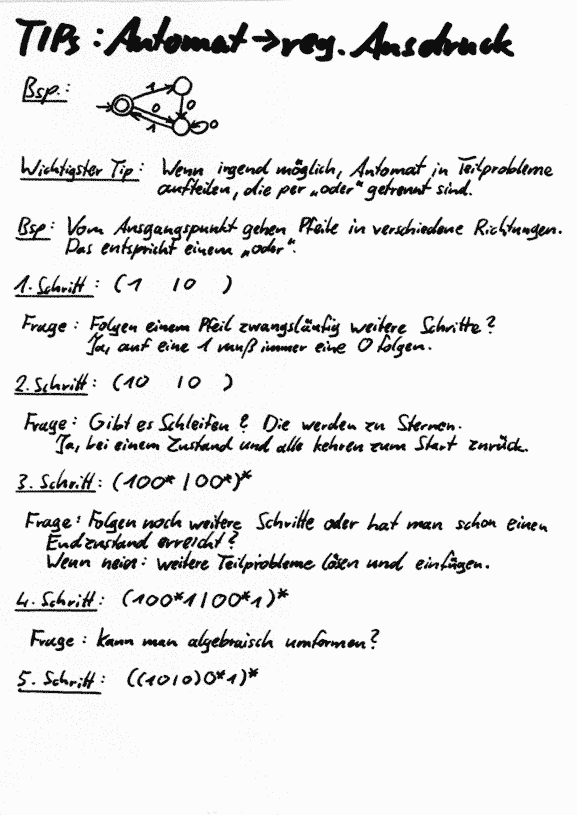 TIPs: Automat → reg. Ausdruck
Bsp.:
1
0
0
1
0
Wichtigster Tip: Wenn irgend möglich, Automat in Teilprobleme
aufteilen, die per „oder" getrennt sind.
Bsp: Vom Ausgangspunkt gehen Pfeile in verschiedene Richtungen.
Das entspricht einem „oder".
1. Schritt: (1 | 0 )
Frage: Folgen einem Pfeil zwangsläufig weitere Schritte?
Ja, auf eine 1 muß immer eine 0 folgen.
2. Schritt: (10 | 0 )
Frage: Gibt es Schleifen? Die werden zu Sternen.
Ja, bei einem Zustand und alle kehren zum Start zurück.
3. Schritt: (100* | 00*)*
Frage: Folgen noch weitere Schritte oder hat man schon einen
Endzustand erreicht?
Wenn nein: weitere Teilprobleme lösen und einfügen.
4. Schritt: (100*1 | 00*1)*
Frage: Kann man algebraisch umformen?
5. Schritt: ((10|0)0*1)*